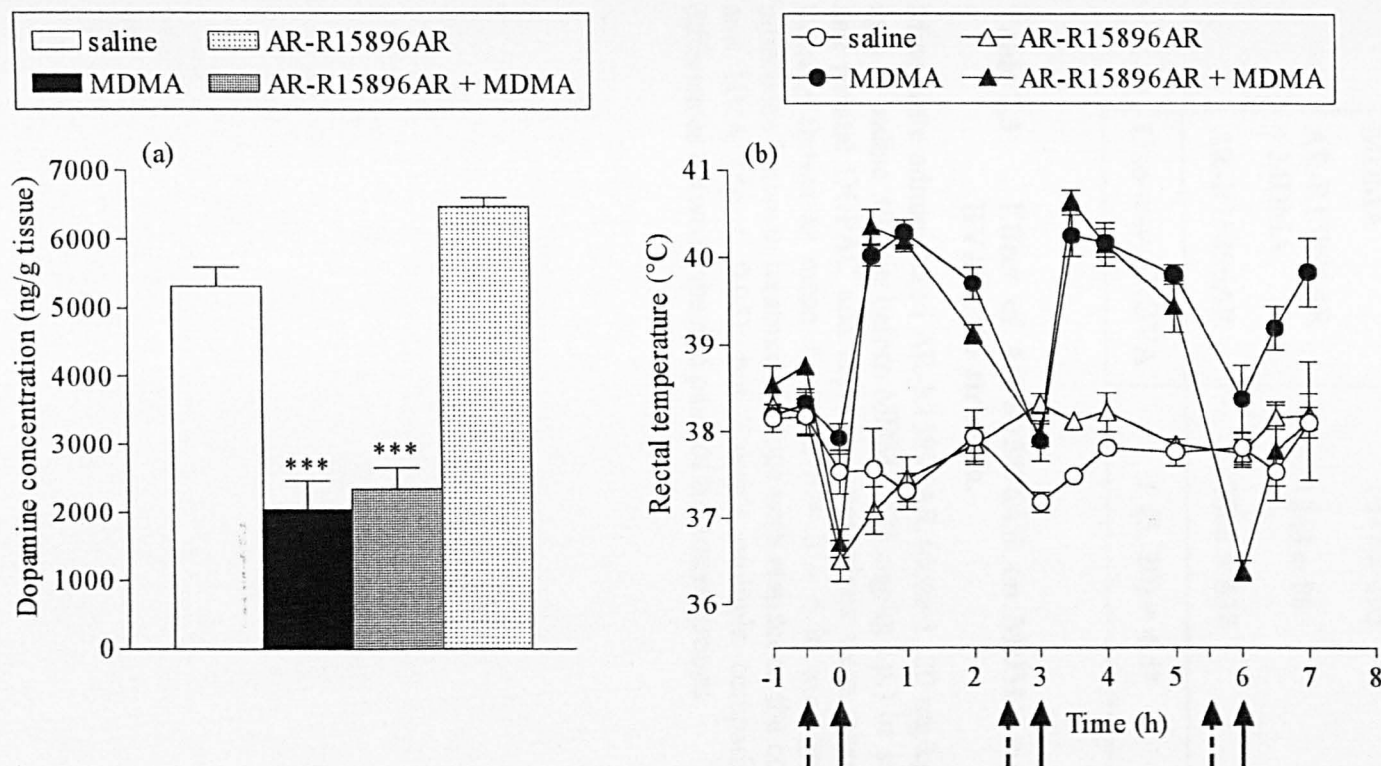 saline AR-R15896AR
MDMA AR-R15896AR + MDMA
(a)
Dopamine concentration (ng/g tissue)
7000
6000
5000
4000
3000
2000
1000
0
***
***
saline AR-R15896AR
MDMA AR-R15896AR + MDMA
(b)
Rectal temperature (°C)
41
40
39
38
37
36
-1 0 1 2 3 4 5 6 7 8
Time (h)